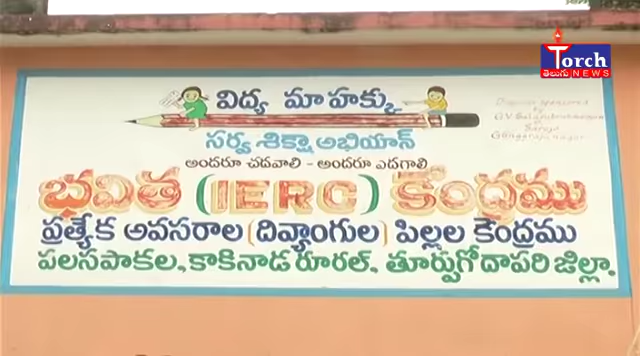 Torch
తెలుగు NEWS
విద్య మా హక్కు
సర్వ శిక్షా అభియాన్
అందరూ చదవాలి - అందరూ ఎదగాలి
భవిత (IERC) కేంద్రము
ప్రత్యేక అవసరాల (దివ్యాంగుల) పిల్లల కేంద్రము
పలసపాకల, కాకినాడ రూరల్, తూర్పుగోదావరి జిల్లా.
by